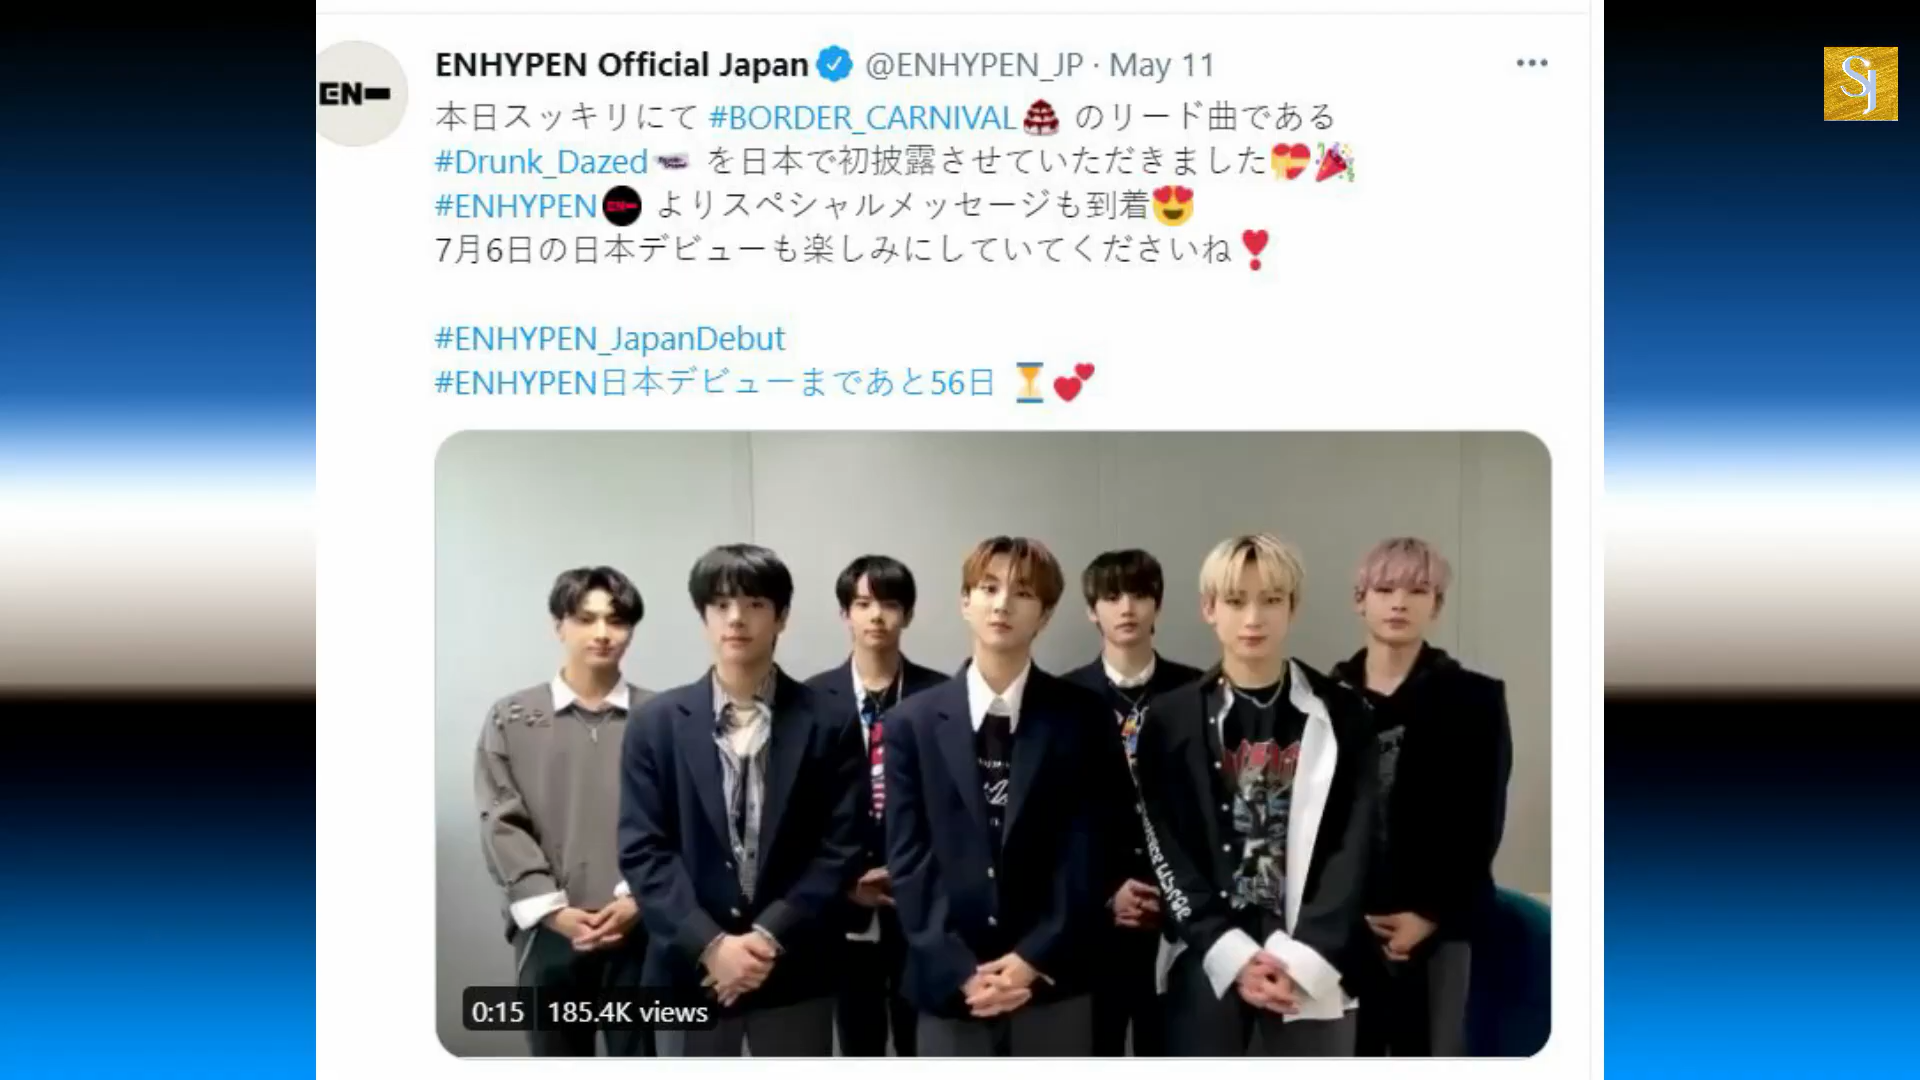 ENHYPEN Official Japan @ENHYPEN_JP · May 11
EN-
本日スッキリにて #BORDER_CARNIVAL のリード曲である
#Drunk_Dazed を日本で初披露させていただきました💝🎉
#ENHYPEN よりスペシャルメッセージも到着😍
7月6日の日本デビューも楽しみにしていてくださいね❣
#ENHYPEN_JapanDebut
#ENHYPEN日本デビューまであと56日 ⏳💕
0:15 185.4K views
SJ